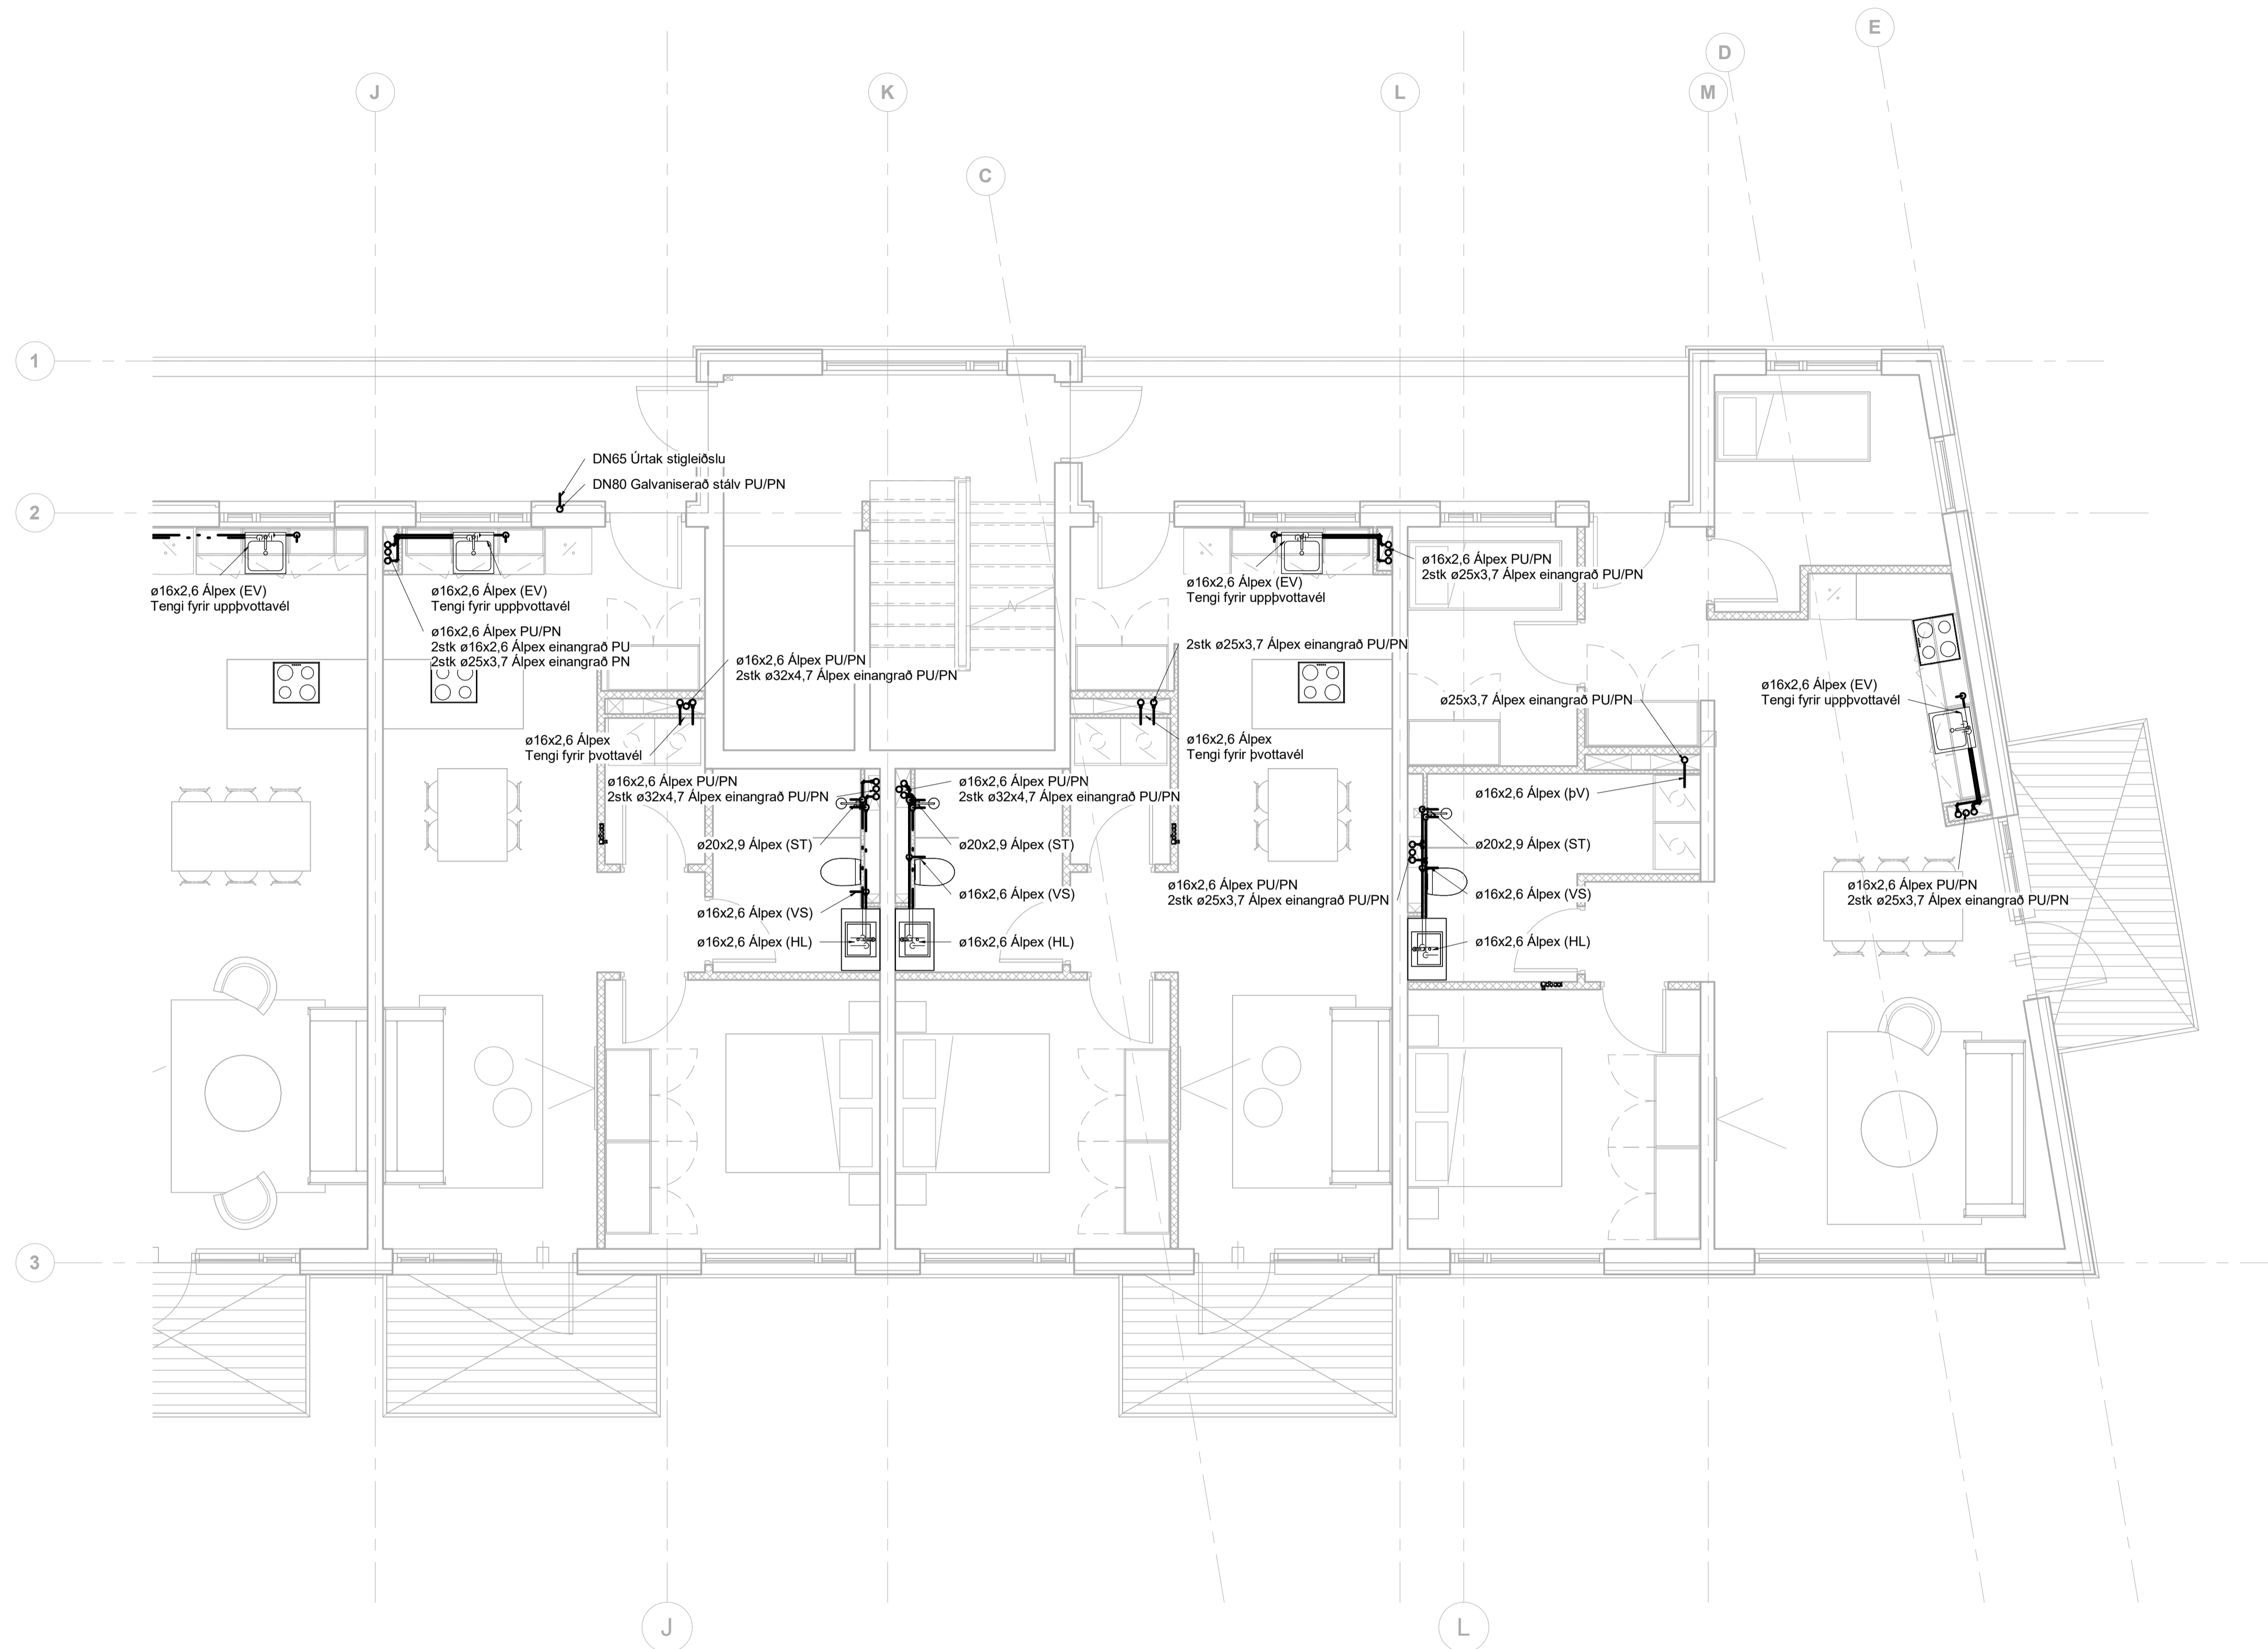 E
D
J
K
L
M
C
1
DN65 Úrtak stigleiðslu
DN80 Galvaniserað stálv PU/PN
2
ø16x2,6 Álpex (EV)
Tengi fyrir uppþvottavél
ø16x2,6 Álpex (EV)
Tengi fyrir uppþvottavél
ø16x2,6 Álpex PU/PN
2stk ø16x2,6 Álpex einangrað PU
2stk ø25x3,7 Álpex einangrað PN
ø16x2,6 Álpex PU/PN
2stk ø32x4,7 Álpex einangrað PU/PN
ø16x2,6 Álpex (EV)
Tengi fyrir uppþvottavél
ø16x2,6 Álpex PU/PN
2stk ø25x3,7 Álpex einangrað PU/PN
2stk ø25x3,7 Álpex einangrað PU/PN
ø25x3,7 Álpex einangrað PU/PN
ø16x2,6 Álpex (EV)
Tengi fyrir uppþvottavél
ø16x2,6 Álpex
Tengi fyrir þvottavél
ø16x2,6 Álpex
Tengi fyrir þvottavél
ø16x2,6 Álpex PU/PN
2stk ø32x4,7 Álpex einangrað PU/PN
ø16x2,6 Álpex PU/PN
2stk ø32x4,7 Álpex einangrað PU/PN
ø16x2,6 Álpex (þV)
ø20x2,9 Álpex (ST)
ø20x2,9 Álpex (ST)
ø20x2,9 Álpex (ST)
ø16x2,6 Álpex (VS)
ø16x2,6 Álpex PU/PN
2stk ø25x3,7 Álpex einangrað PU/PN
ø16x2,6 Álpex (VS)
ø16x2,6 Álpex PU/PN
2stk ø25x3,7 Álpex einangrað PU/PN
ø16x2,6 Álpex (VS)
ø16x2,6 Álpex (HL)
ø16x2,6 Álpex (HL)
ø16x2,6 Álpex (HL)
3
J
L